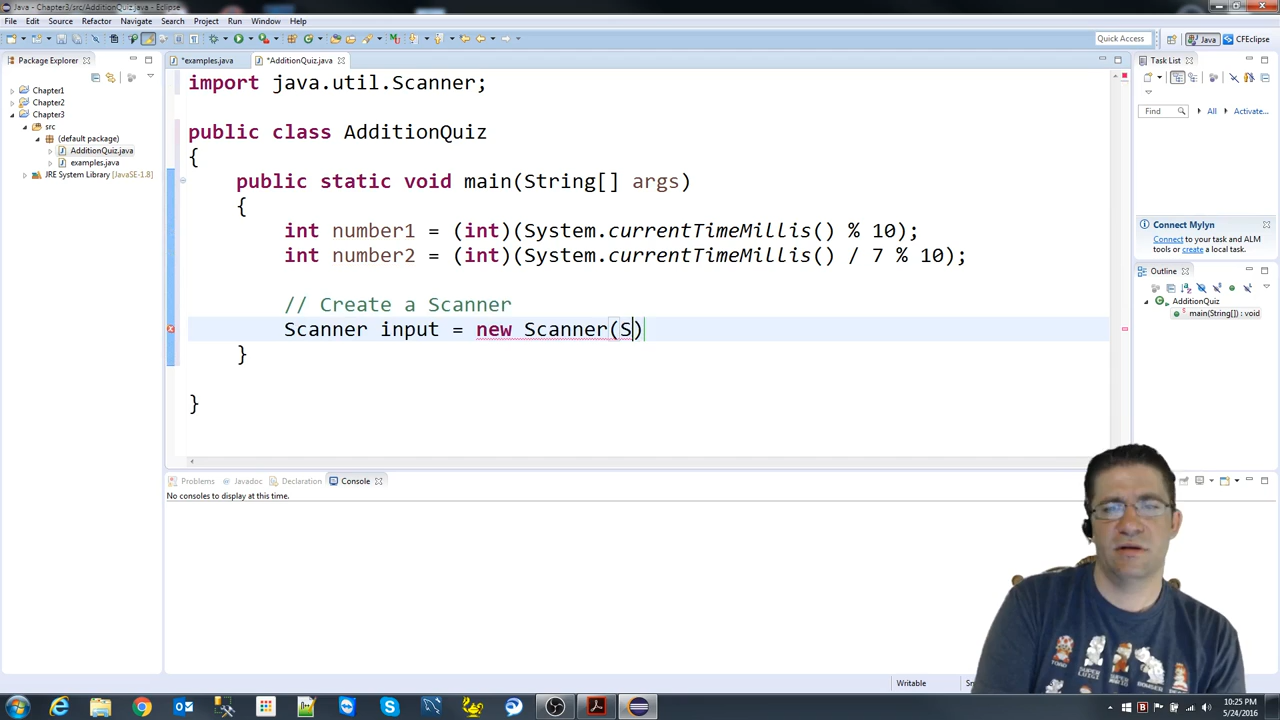 Java - Chapter3/src/AdditionQuiz.java - Eclipse
File Edit Source Refactor Navigate Search Project Run Window Help
Quick Access
Java
CFEclipse
Package Explorer
*examples.java
*AdditionQuiz.java
Task List
Chapter1
Chapter2
Chapter3
src
(default package)
AdditionQuiz.java
examples.java
JRE System Library [JavaSE-1.8]
import java.util.Scanner;
public class AdditionQuiz
{
public static void main(String[] args)
{
int number1 = (int)(System.currentTimeMillis() % 10);
int number2 = (int)(System.currentTimeMillis() / 7 % 10);
// Create a Scanner
Scanner input = new Scanner(S)
}
}
Find
All
Activate...
Connect Mylyn
Connect to your task and ALM
tools or create a local task.
Outline
AdditionQuiz
main(String[]) : void
Problems
Javadoc
Declaration
Console
No consoles to display at this time.
Writable
10:25 PM
5/24/2016